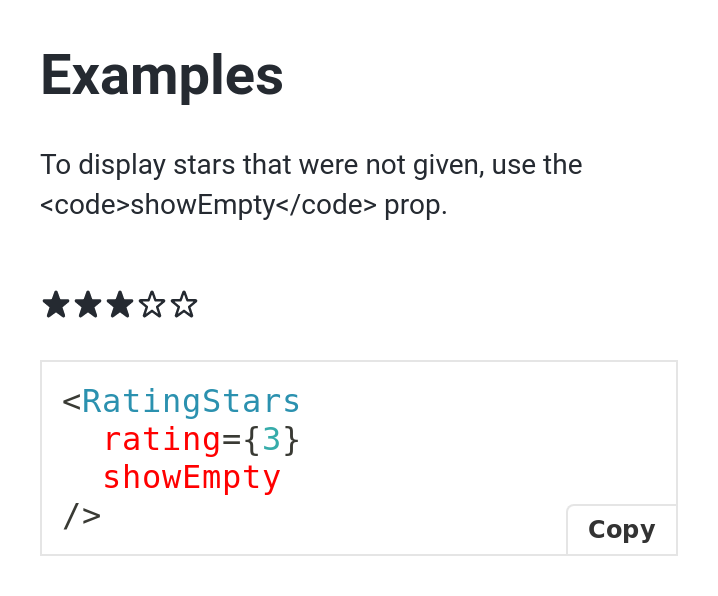 Examples
To display stars that were not given, use the
<code>showEmpty</code> prop.
<RatingStars
  rating={3}
  showEmpty
/>
Copy